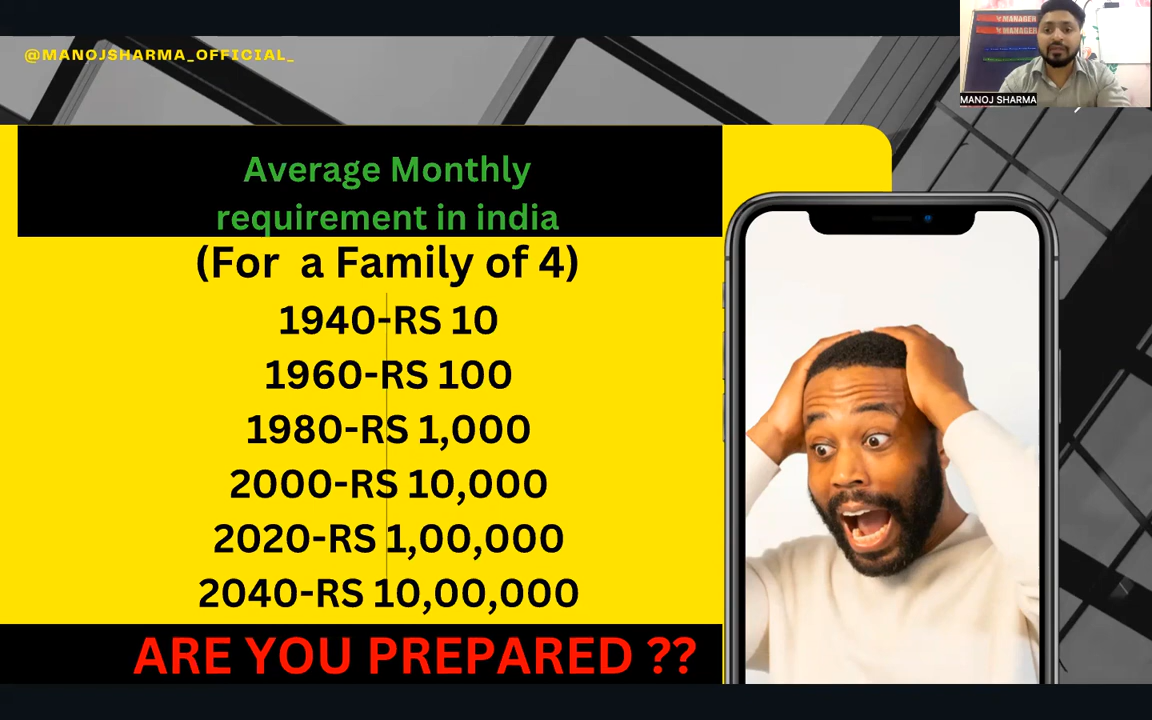 @MANOJSHARMA_OFFICIAL_
MANAGER
MANAGER
MANOJ SHARMA
Average Monthly
requirement in india
(For a Family of 4)
1940-RS 10
1960-RS 100
1980-RS 1,000
2000-RS 10,000
2020-RS 1,00,000
2040-RS 10,00,000
ARE YOU PREPARED ??